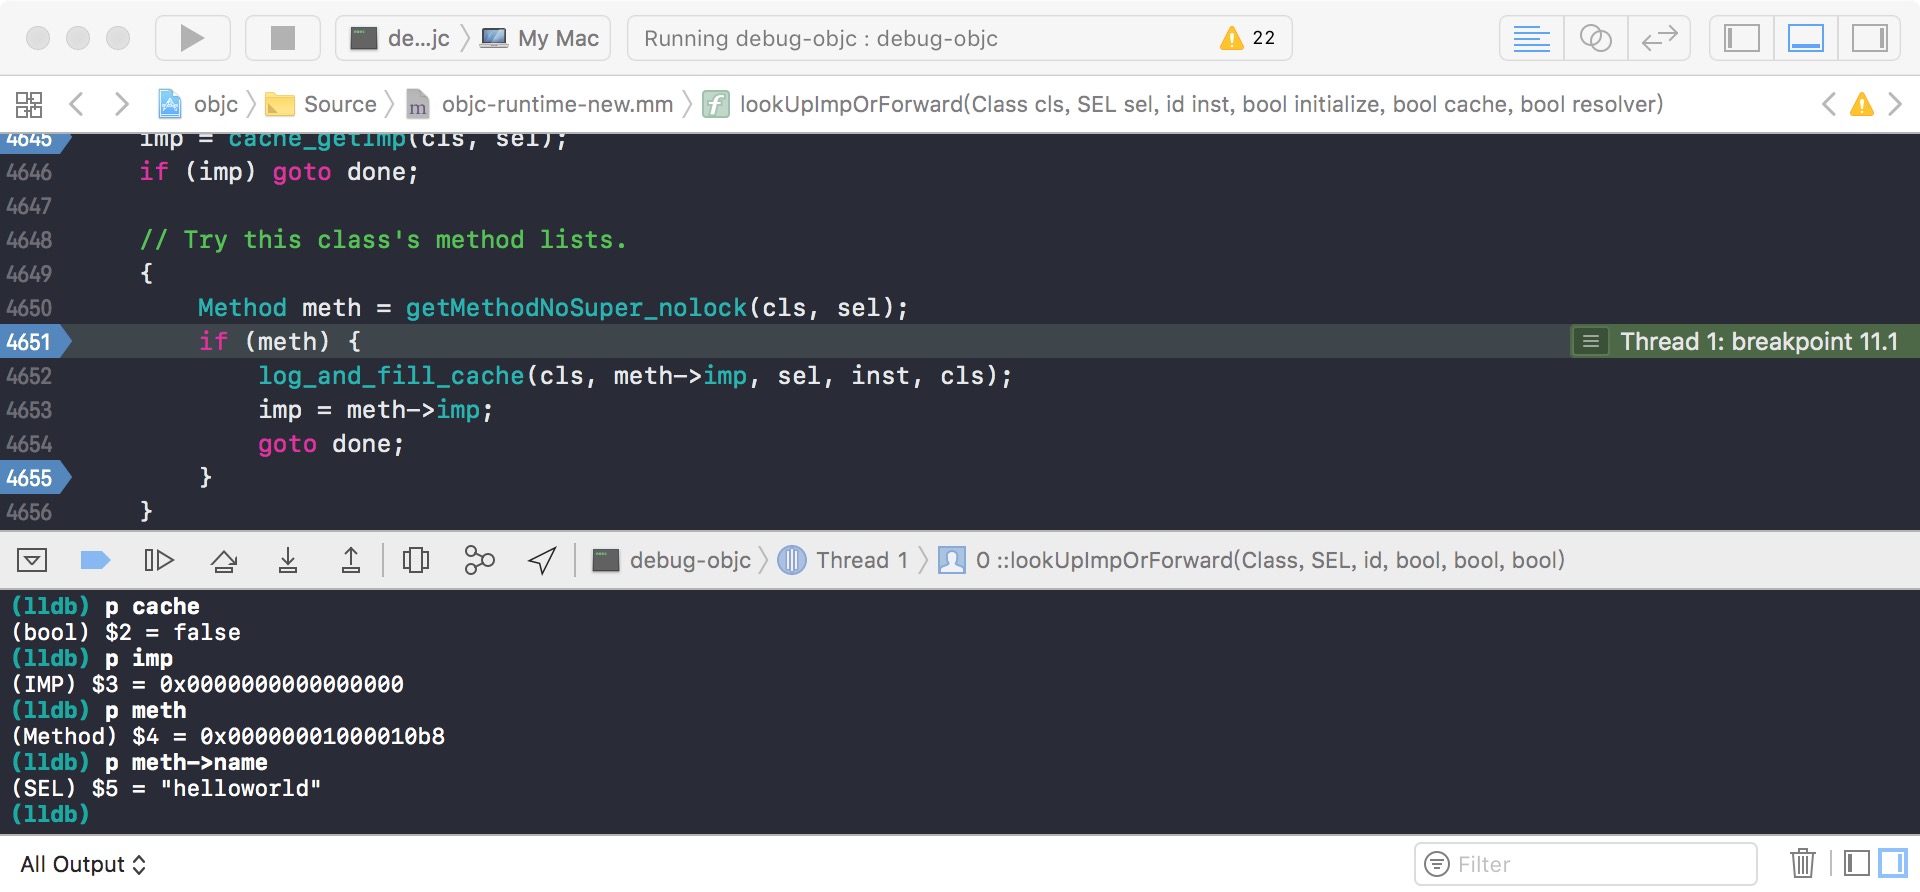 de...jc My Mac Running debug-objc : debug-objc 22
objc Source m objc-runtime-new.mm f lookUpImpOrForward(Class cls, SEL sel, id inst, bool initialize, bool cache, bool resolver)
4645 imp = cache_getImp(cls, sel);
4646 if (imp) goto done;
4647
4648 // Try this class's method lists.
4649 {
4650 Method meth = getMethodNoSuper_nolock(cls, sel);
4651 if (meth) { Thread 1: breakpoint 11.1
4652 log_and_fill_cache(cls, meth->imp, sel, inst, cls);
4653 imp = meth->imp;
4654 goto done;
4655 }
4656 }
debug-objc Thread 1 0 ::lookUpImpOrForward(Class, SEL, id, bool, bool, bool)
(lldb) p cache
(bool) $2 = false
(lldb) p imp
(IMP) $3 = 0x0000000000000000
(lldb) p meth
(Method) $4 = 0x00000001000010b8
(lldb) p meth->name
(SEL) $5 = "helloworld"
(lldb)
All Output Filter